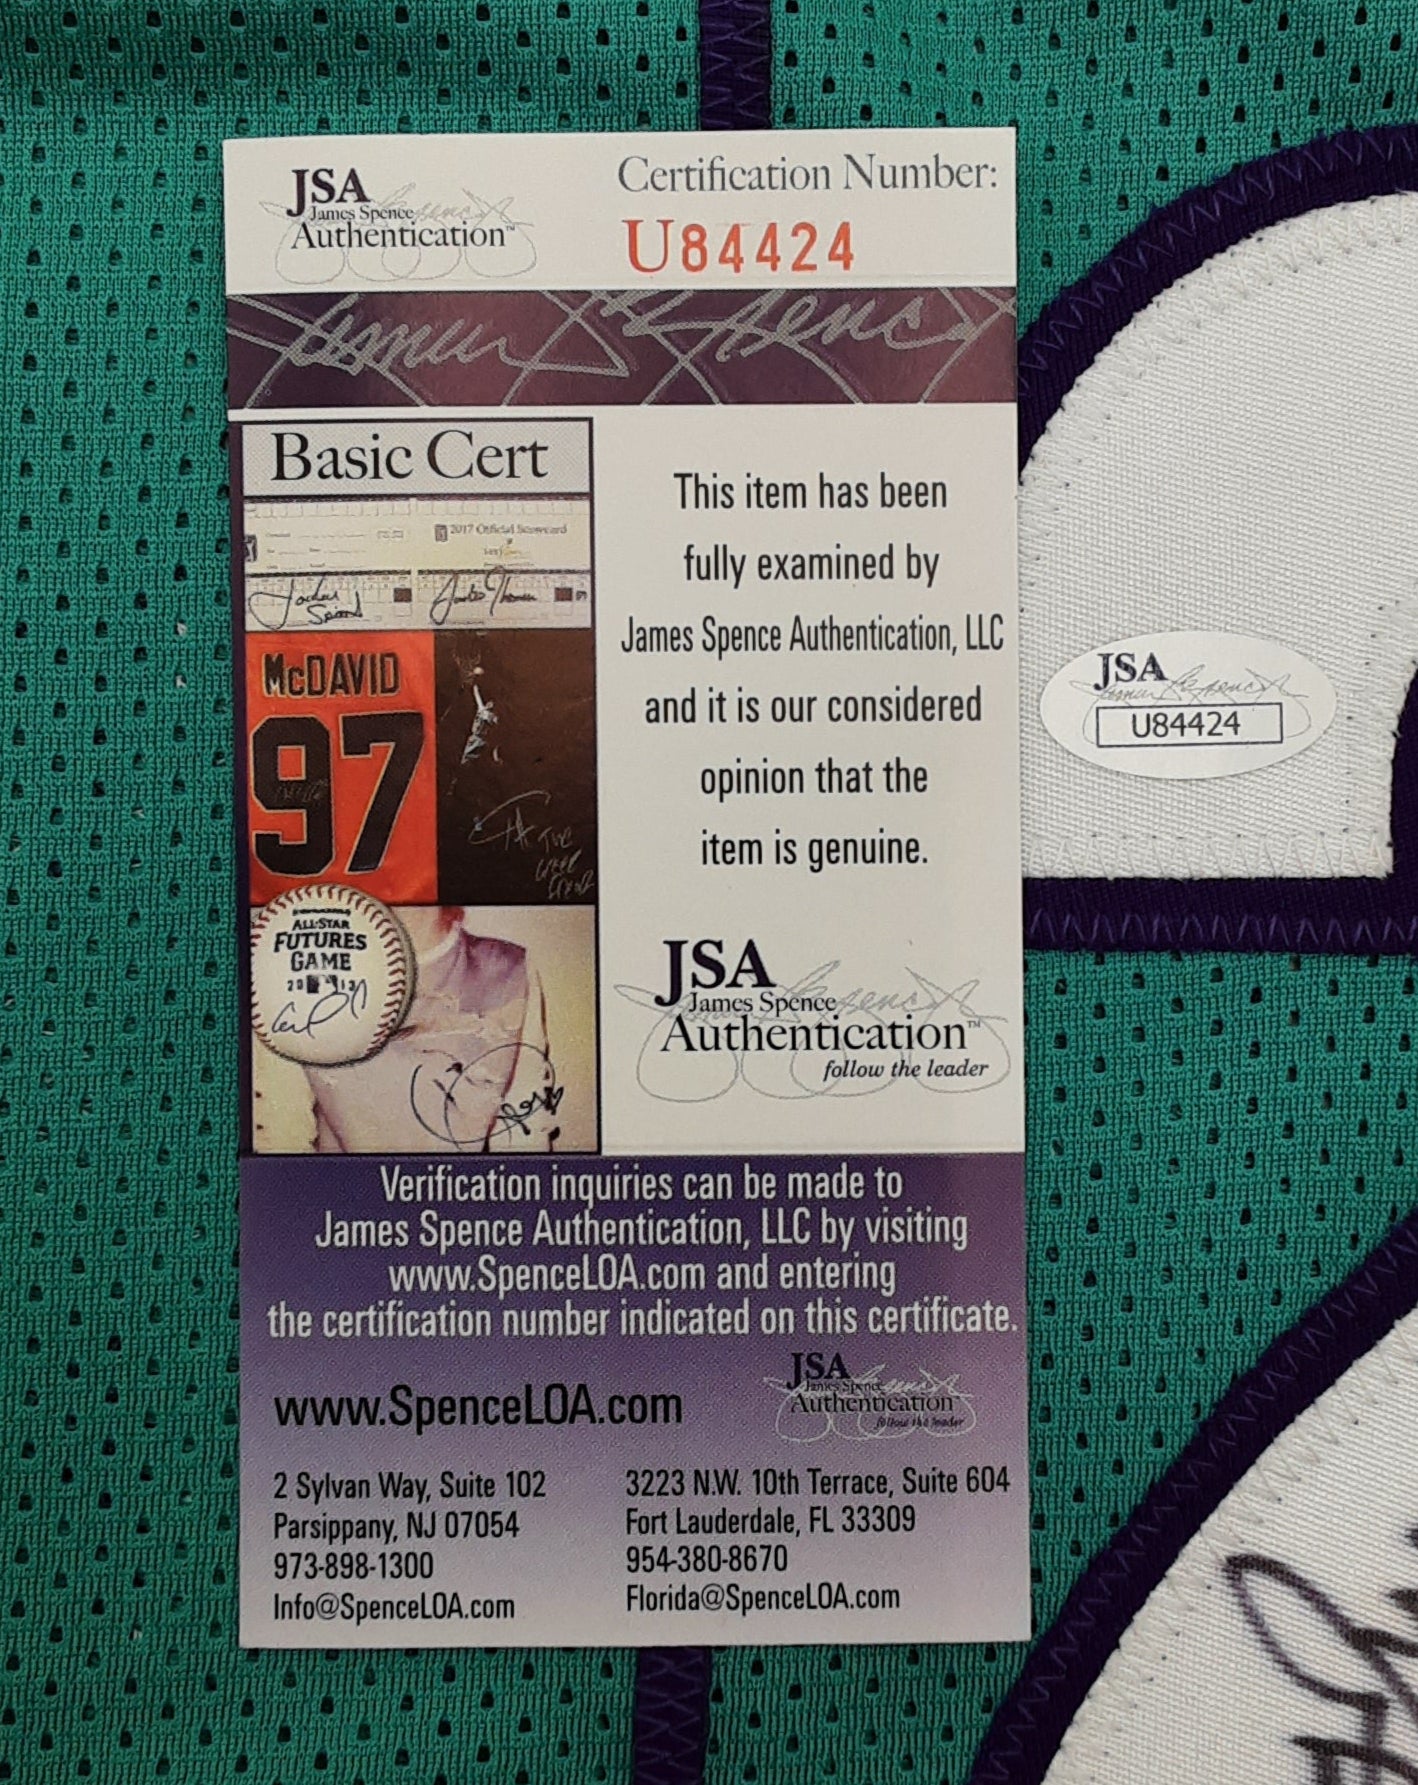 JSA
James Spence
Authentication™
Certification Number:
U84424
Basic Cert
2017 Official Scorecard
McDAVID
97
ALL-STAR
FUTURES
GAME
This item has been
fully examined by
James Spence Authentication, LLC
and it is our considered
opinion that the
item is genuine.
JSA
James Spence
Authentication™
follow the leader
JSA
U84424
Verification inquiries can be made to
James Spence Authentication, LLC by visiting
www.SpenceLOA.com and entering
the certification number indicated on this certificate.
www.SpenceLOA.com
JSA
James Spence
Authentication
follow the leader
2 Sylvan Way, Suite 102
Parsippany, NJ 07054
973-898-1300
Info@SpenceLOA.com
3223 N.W. 10th Terrace, Suite 604
Fort Lauderdale, FL 33309
954-380-8670
Florida@SpenceLOA.com